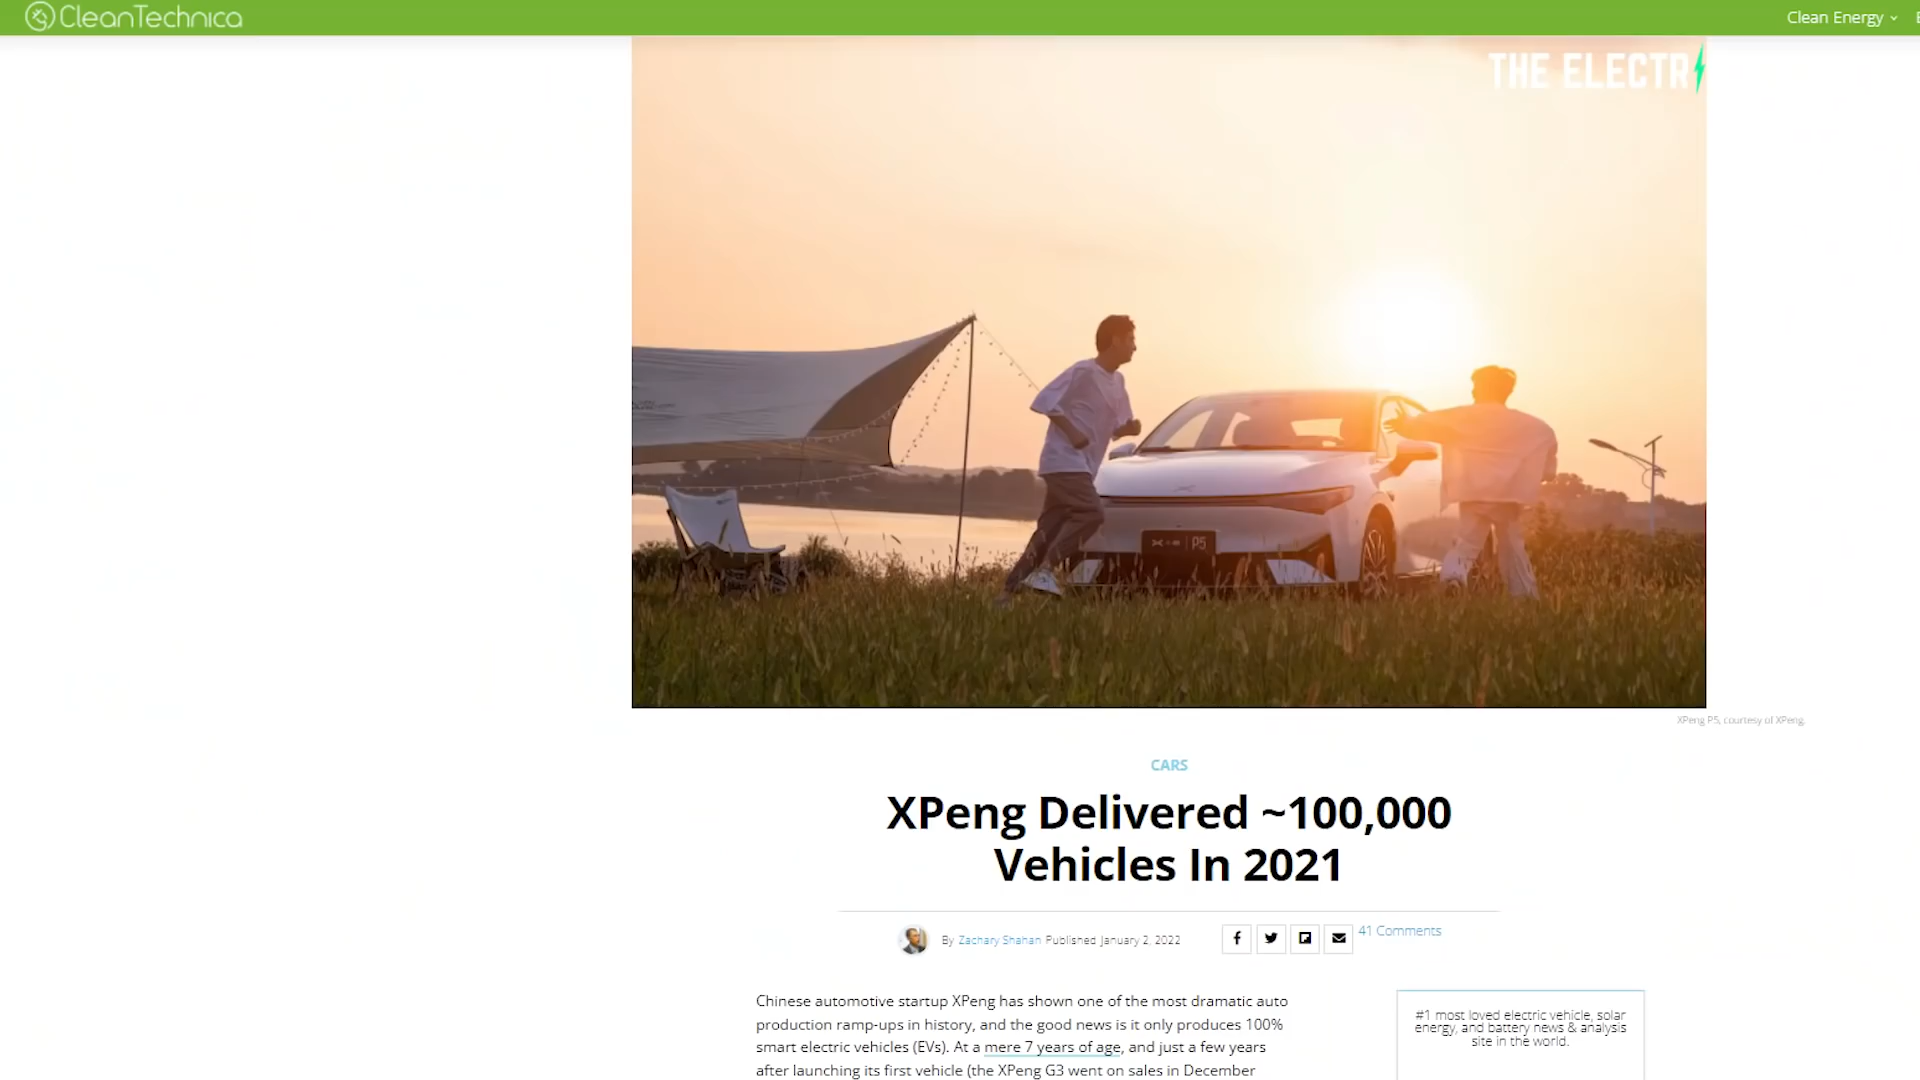 CleanTechnica
Clean Energy
THE ELECTR
P5
XPeng P5, courtesy of XPeng.
CARS
XPeng Delivered ~100,000
Vehicles In 2021
By Zachary Shahan Published January 2, 2022
41 Comments
Chinese automotive startup XPeng has shown one of the most dramatic auto
production ramp-ups in history, and the good news is it only produces 100%
smart electric vehicles (EVs). At a mere 7 years of age, and just a few years
after launching its first vehicle (the XPeng G3 went on sales in December
#1 most loved electric vehicle, solar
energy, and battery news & analysis
site in the world.